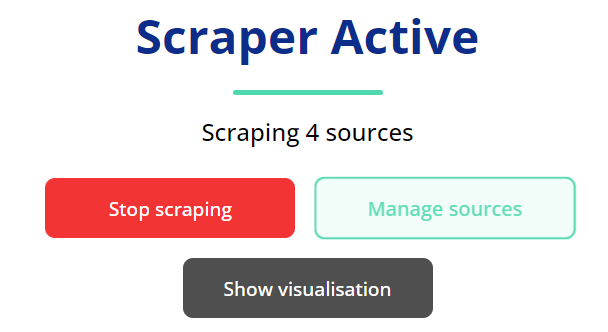 Scraper Active
Scraping 4 sources
Stop scraping
Manage sources
Show visualisation